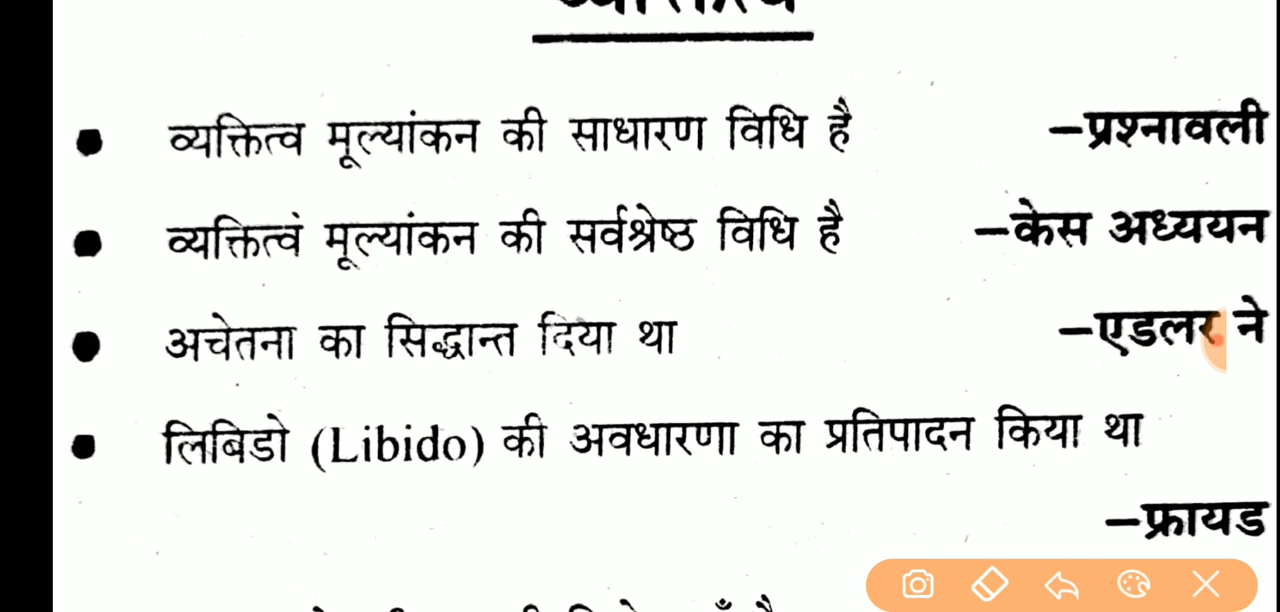 व्यक्तित्व
• व्यक्तित्व मूल्यांकन की साधारण विधि है –प्रश्नावली
• व्यक्तित्वं मूल्यांकन की सर्वश्रेष्ठ विधि है –केस अध्ययन
• अचेतना का सिद्धान्त दिया था –एडलर ने
• लिबिडो (Libido) की अवधारणा का प्रतिपादन किया था
–फ्रायड